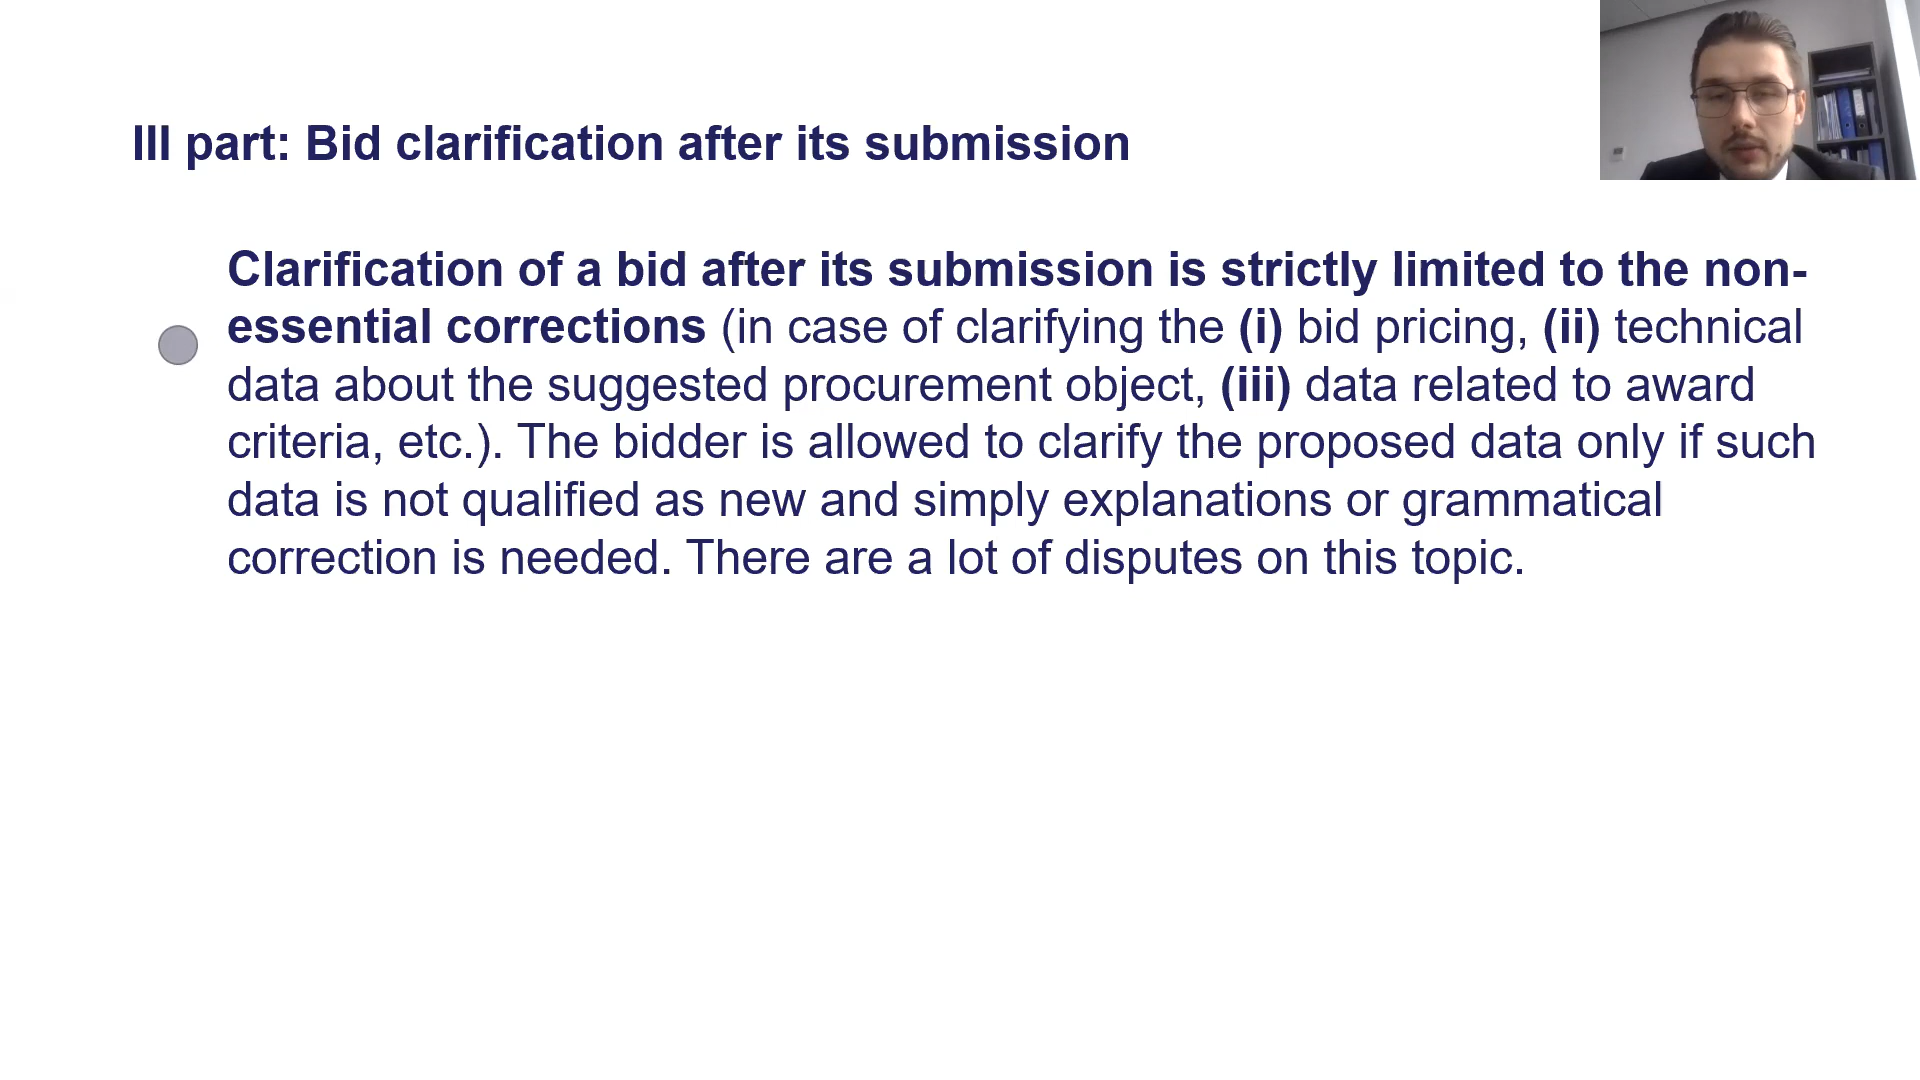 III part: Bid clarification after its submission
Clarification of a bid after its submission is strictly limited to the non-
essential corrections (in case of clarifying the (i) bid pricing, (ii) technical
data about the suggested procurement object, (iii) data related to award
criteria, etc.). The bidder is allowed to clarify the proposed data only if such
data is not qualified as new and simply explanations or grammatical
correction is needed. There are a lot of disputes on this topic.